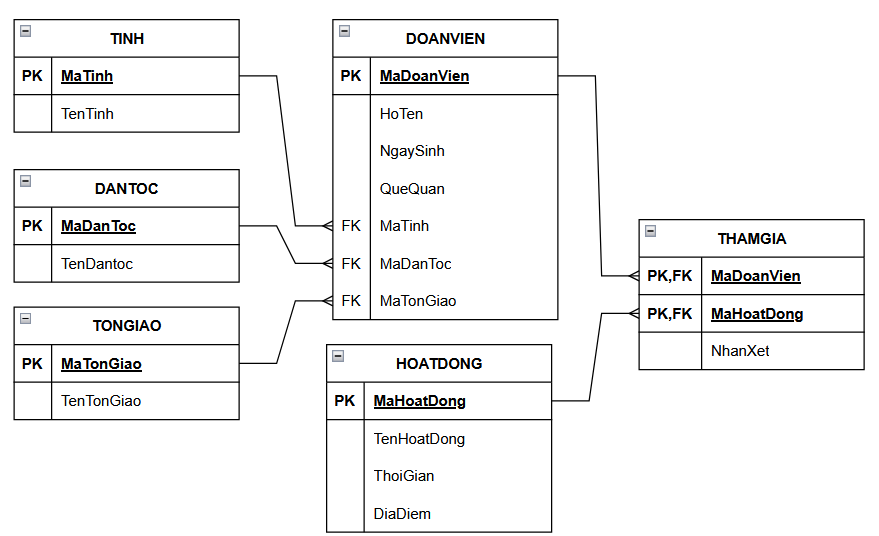 TINH
PK MaTinh
TenTinh
DANTOC
PK MaDanToc
TenDantoc
TONGIAO
PK MaTonGiao
TenTonGiao
DOANVIEN
PK MaDoanVien
HoTen
NgaySinh
QueQuan
FK MaTinh
FK MaDanToc
FK MaTonGiao
HOATDONG
PK MaHoatDong
TenHoatDong
ThoiGian
DiaDiem
THAMGIA
PK,FK MaDoanVien
PK,FK MaHoatDong
NhanXet